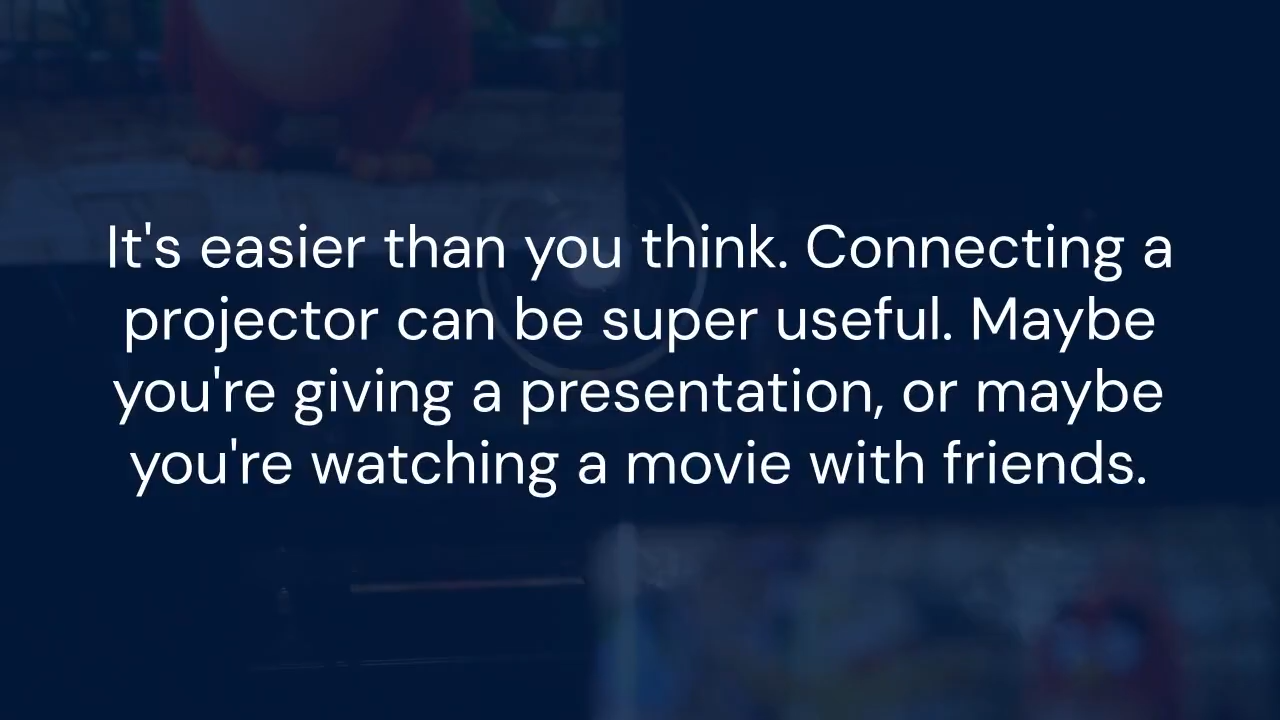 It's easier than you think. Connecting a
projector can be super useful. Maybe
you're giving a presentation, or maybe
you're watching a movie with friends.